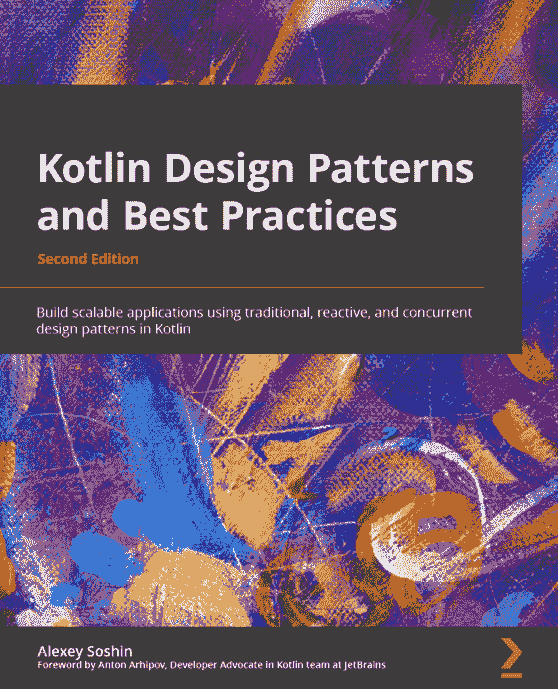 Kotlin Design Patterns
and Best Practices
Second Edition
Build scalable applications using traditional, reactive, and concurrent
design patterns in Kotlin
Alexey Soshin
Foreword by Anton Arhipov, Developer Advocate in Kotlin team at JetBrains